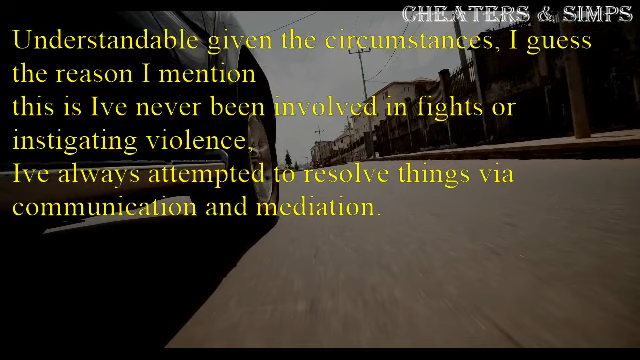 CHEATERS & SIMPS
Understandable given the circumstances, I guess
the reason I mention
this is Ive never been involved in fights or
instigating violence,
Ive always attempted to resolve things via
communication and mediation.